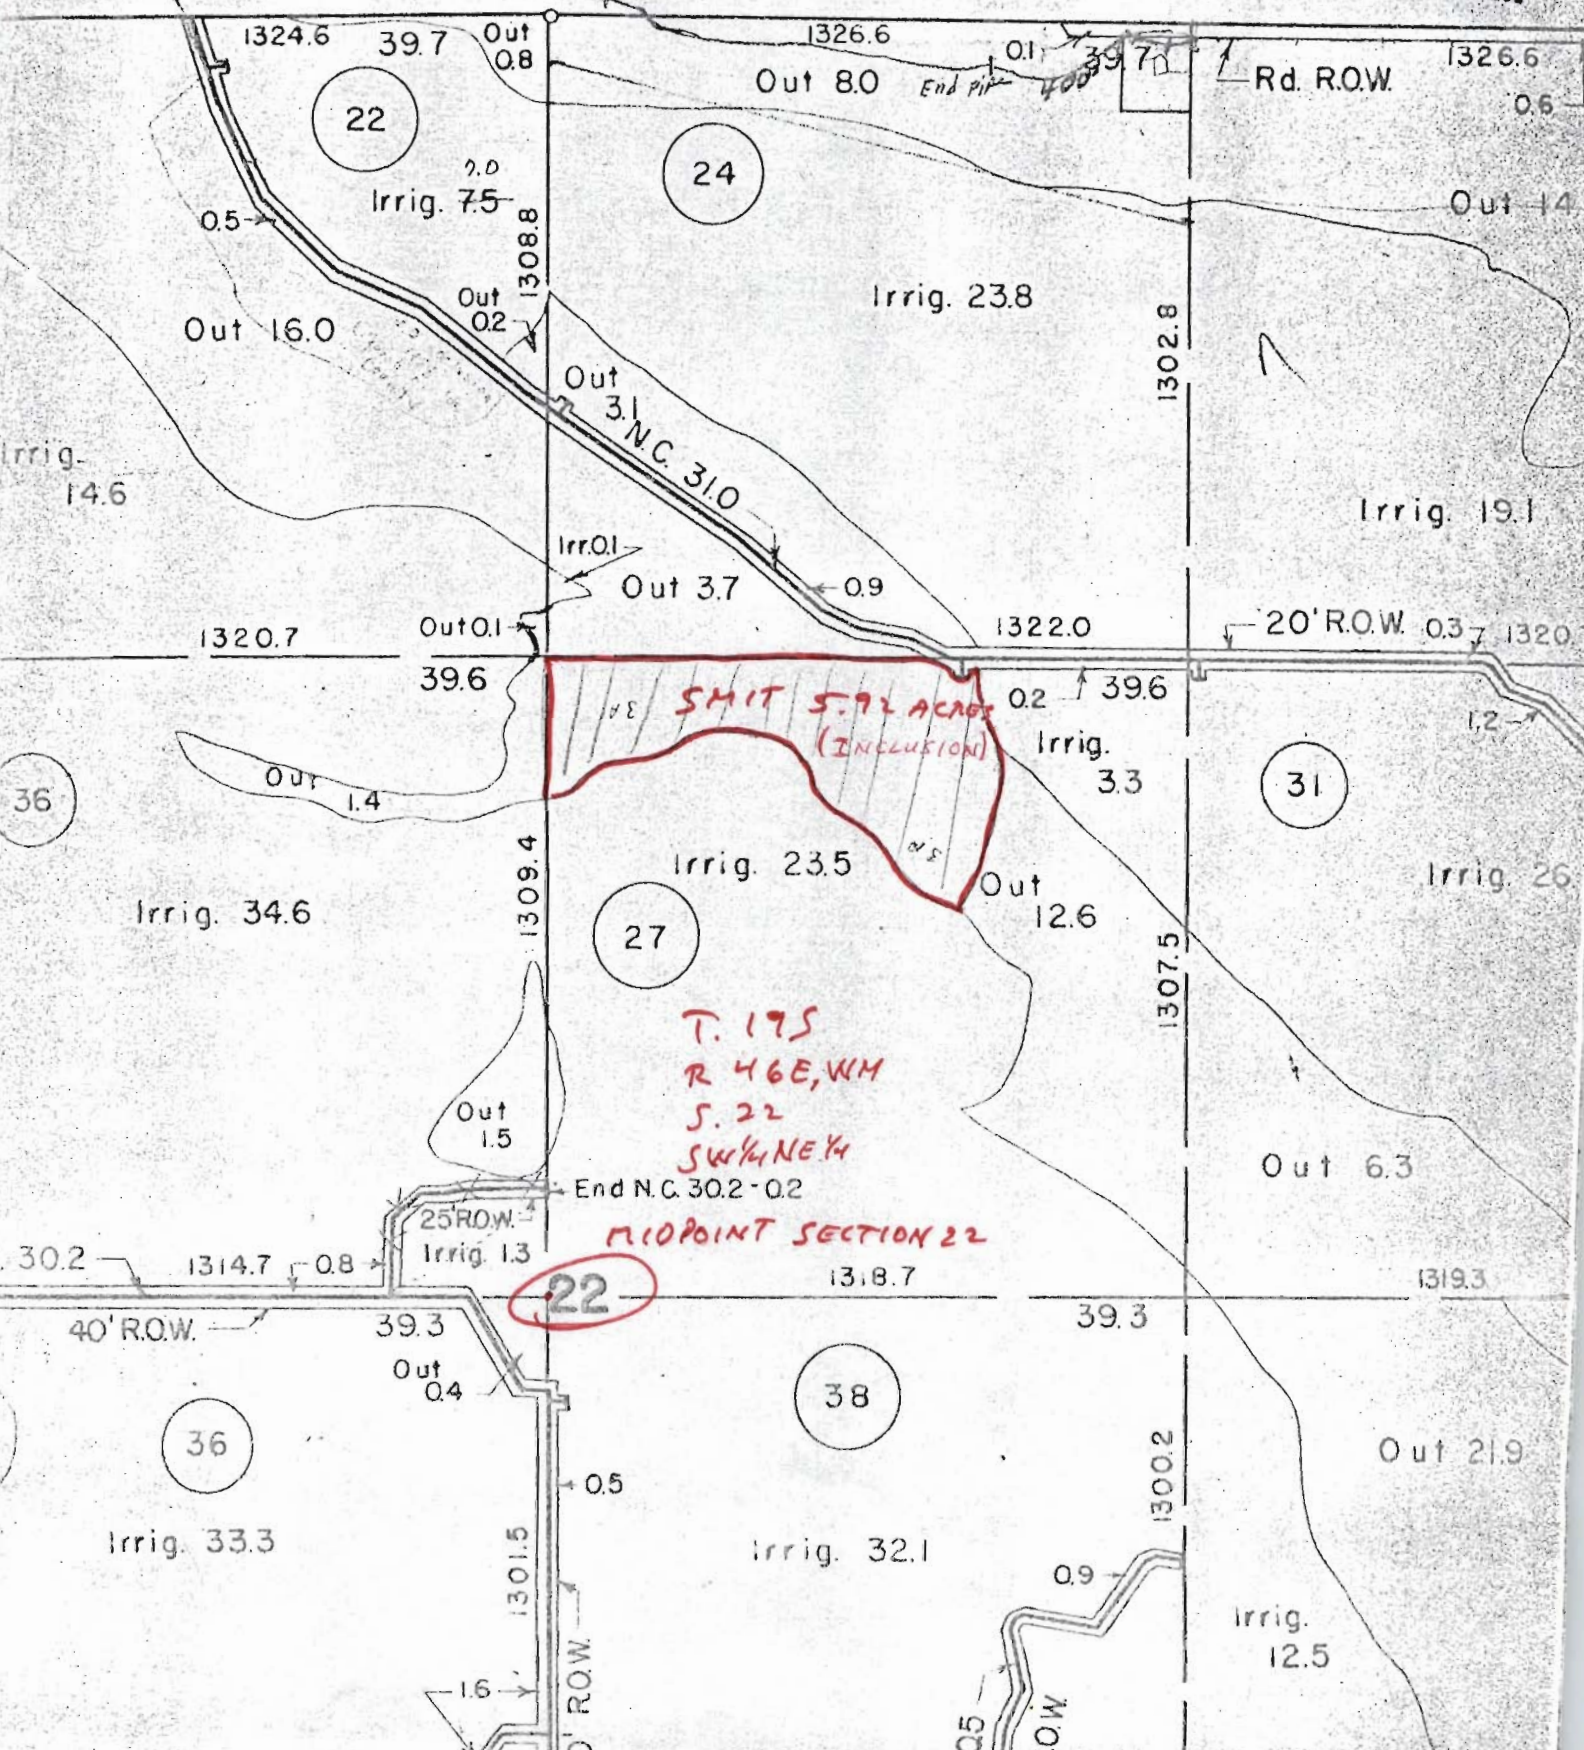 1324.6
39.7
Out
0.8
1326.6
0.1
39.7
1326.6
Out 8.0
End Pipe
400'
Rd. R.O.W.
0.6
22
24
7.0
Irrig. 7.5
0.5
1308.8
Out 14
Out
0.2
Irrig. 23.8
Out 16.0
1302.8
Out
3.1
N.C. 31.0
Irrig.
14.6
Irrig. 19.1
Irr. 0.1
Out 3.7
0.9
Out 0.1
1320.7
1322.0
20' R.O.W.
0.3
1320
39.6
SMIT 5.92 ACRES
(INCLUSION)
0.2
39.6
1.2
Irrig.
3.3
Out
1.4
36
31
1309.4
Irrig. 23.5
Out
12.6
Irrig. 26
Irrig. 34.6
27
1307.5
T. 19S
R 46E, WM
S. 22
SW¼NE¼
Out
1.5
Out 6.3
End N.C. 30.2-0.2
25' R.O.W.
MIDPOINT SECTION 22
Irrig. 1.3
30.2
1314.7
0.8
22
1318.7
1319.3
40' R.O.W.
39.3
39.3
Out
0.4
38
36
0.5
1300.2
Out 21.9
Irrig. 33.3
1301.5
Irrig. 32.1
0.9
Irrig.
12.5
1.6
' R.O.W.
25
O.W.